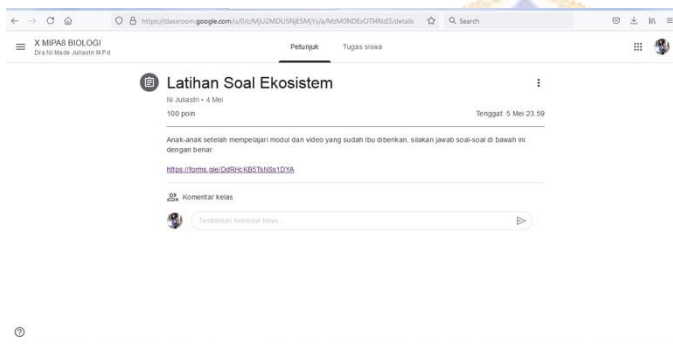 https://classroom.google.com/u/0/c/MjU2MDU5NjE5MjYx/a/MzM0NDExOTI4Nzl3/details
Search
X MIPA8 BIOLOGI
Dra Ni Made Juliastri M.Pd
Petunjuk
Tugas siswa
Latihan Soal Ekosistem
Ni Juliastri • 4 Mei
100 poin
Tenggat: 5 Mei 23.59
Anak-anak setelah mempelajari modul dan video yang sudah ibu diberikan, silakan jawab soal-soal di bawah ini
dengan benar.
https://forms.gle/DdRHcKB5TsNSs1DYA
Komentar kelas
Tambahkan komentar kelas...